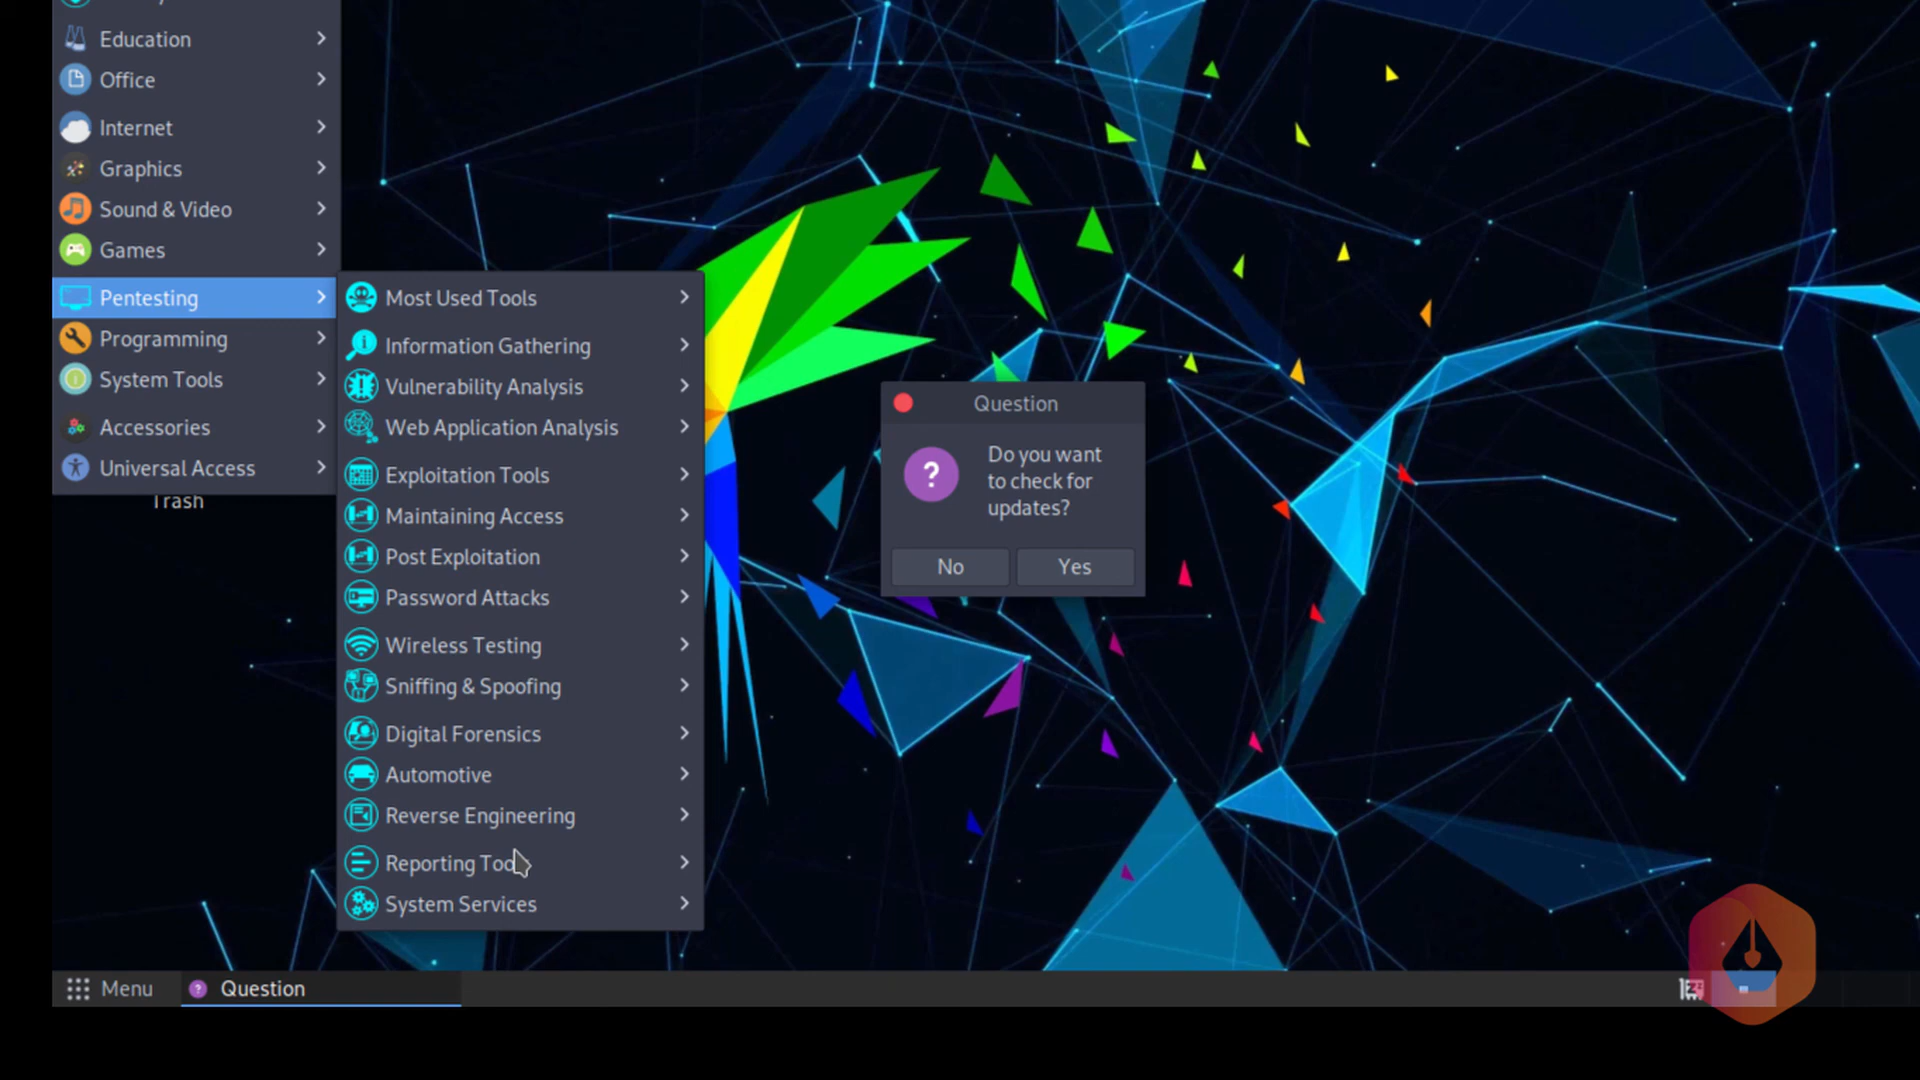 Education
Office
Internet
Graphics
Sound & Video
Games
Pentesting
Programming
System Tools
Accessories
Universal Access
Trash
Most Used Tools
Information Gathering
Vulnerability Analysis
Web Application Analysis
Exploitation Tools
Maintaining Access
Post Exploitation
Password Attacks
Wireless Testing
Sniffing & Spoofing
Digital Forensics
Automotive
Reverse Engineering
Reporting Tools
System Services
Question
Do you want
to check for
updates?
No
Yes
Menu
Question